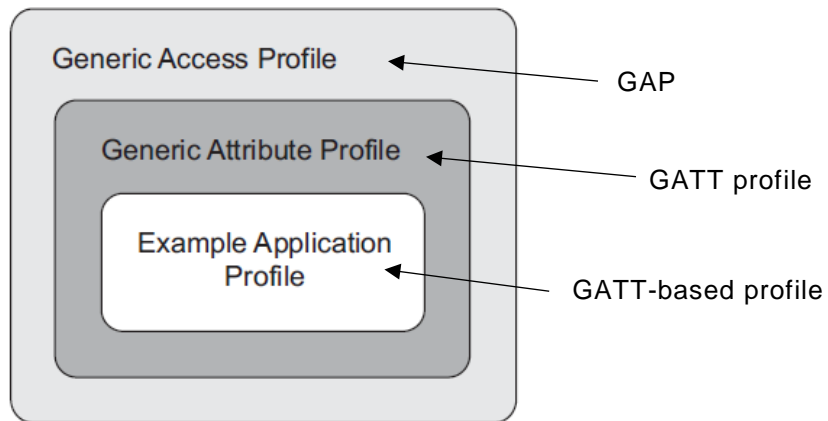 Generic Access Profile
GAP
Generic Attribute Profile
GATT profile
Example Application
Profile
GATT-based profile